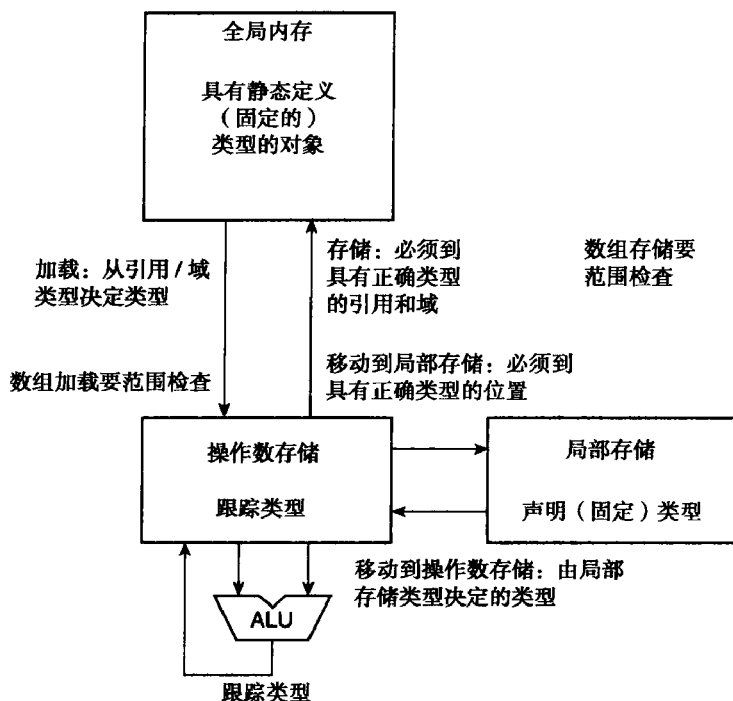 全局内存
具有静态定义
（固定的）
类型的对象
加载：从引用/域
类型决定类型
存储：必须到
具有正确类型
的引用和域
数组存储要
范围检查
数组加载要范围检查
移动到局部存储：必须到
具有正确类型的位置
操作数存储
跟踪类型
局部存储
声明（固定）类型
移动到操作数存储：由局部
存储类型决定的类型
ALU
跟踪类型